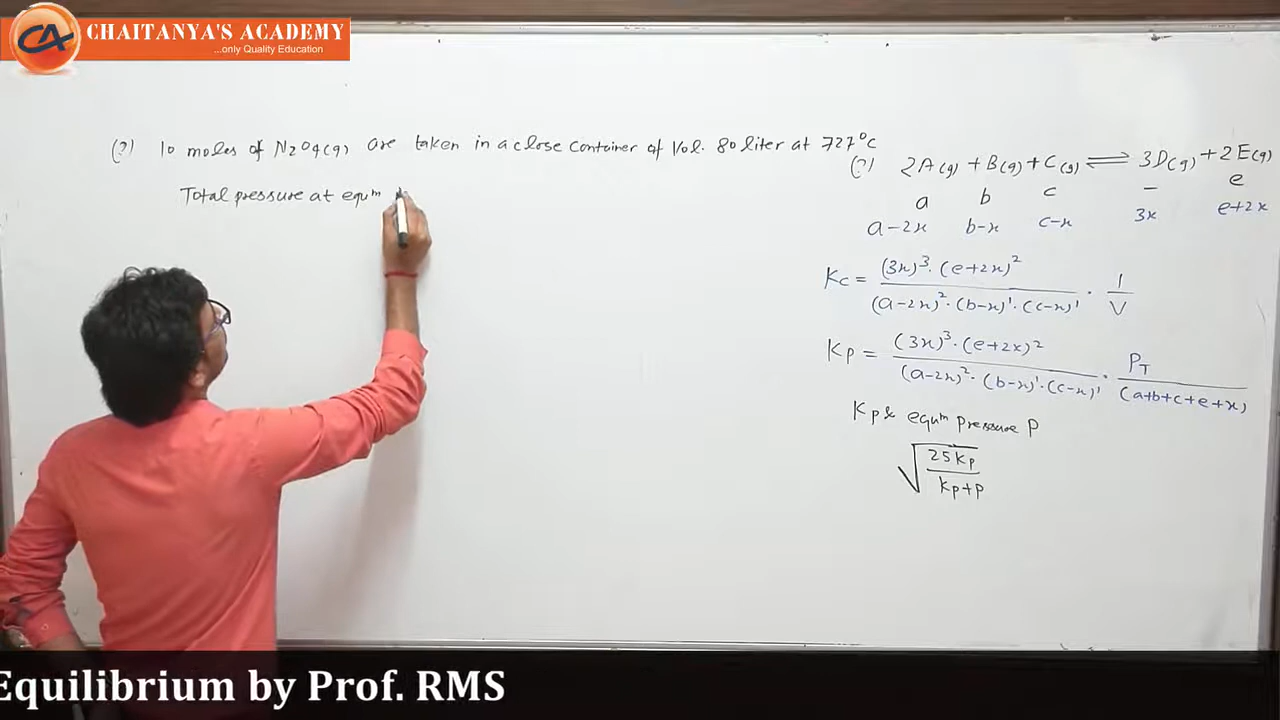 CHAITANYA'S ACADEMY
...only Quality Education
CA
(?) 10 moles of N2O4(g) are taken in a close container of Vol. 80 liter at 727°C
Total pressure at equm
(?) 2A(g) + B(g) + C(g) ⇌ 3D(g) + 2E(g)
a b c – e
a-2x b-x c-x 3x e+2x
Kc = (3x)³·(e+2x)² / (a-2x)²·(b-x)¹·(c-x)¹ · 1/V
Kp = (3x)³·(e+2x)² / (a-2x)²·(b-x)¹·(c-x)¹ · PT / (a+b+c+e+x)
Kp & equm pressure P
√(25Kp / Kp+P)
Equilibrium by Prof. RMS